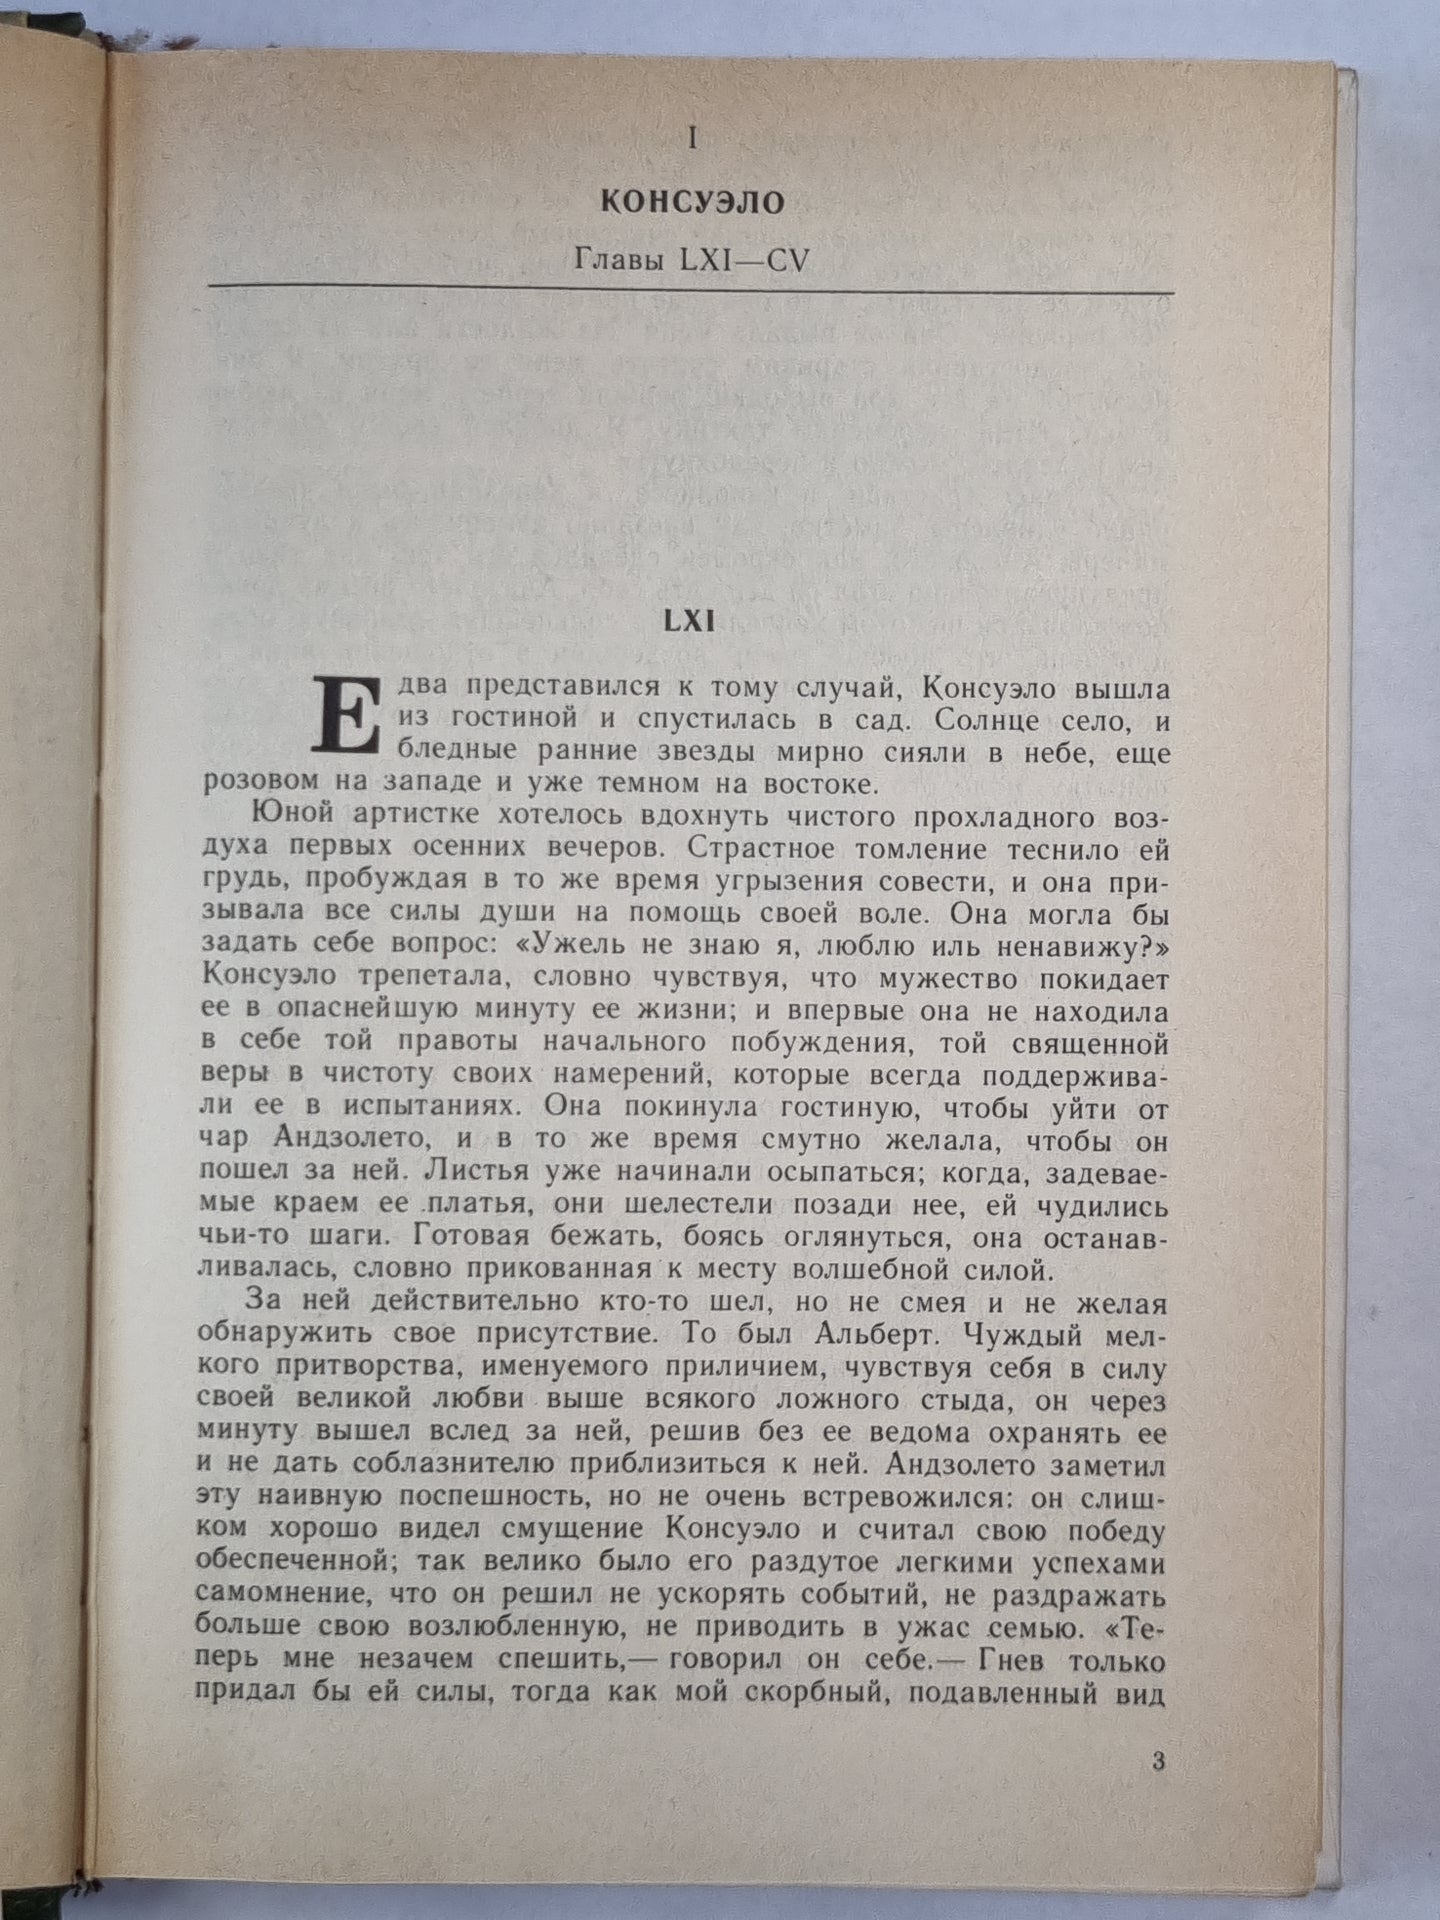 I
КОНСУЭЛО
Главы LXI—CV
LXI
Едва представился к тому случай, Консуэло вышла
из гостиной и спустилась в сад. Солнце село, и
бледные ранние звезды мирно сияли в небе, еще
розовом на западе и уже темном на востоке.
Юной артистке хотелось вдохнуть чистого прохладного воз-
духа первых осенних вечеров. Страстное томление теснило ей
грудь, пробуждая в то же время угрызения совести, и она при-
зывала все силы души на помощь своей воле. Она могла бы
задать себе вопрос: «Ужель не знаю я, люблю иль ненавижу?»
Консуэло трепетала, словно чувствуя, что мужество покидает
ее в опаснейшую минуту ее жизни; и впервые она не находила
в себе той правоты начального побуждения, той священной
веры в чистоту своих намерений, которые всегда поддержива-
ли ее в испытаниях. Она покинула гостиную, чтобы уйти от
чар Андзолето, и в то же время смутно желала, чтобы он
пошел за ней. Листья уже начинали осыпаться; когда, задевае-
мые краем ее платья, они шелестели позади нее, ей чудились
чьи-то шаги. Готовая бежать, боясь оглянуться, она останав-
ливалась, словно прикованная к месту волшебной силой.
За ней действительно кто-то шел, но не смея и не желая
обнаружить свое присутствие. То был Альберт. Чуждый мел-
кого притворства, именуемого приличием, чувствуя себя в силу
своей великой любви выше всякого ложного стыда, он через
минуту вышел вслед за ней, решив без ее ведома охранять ее
и не дать соблазнителю приблизиться к ней. Андзолето заметил
эту наивную поспешность, но не очень встревожился: он слиш-
ком хорошо видел смущение Консуэло и считал свою победу
обеспеченной; так велико было его раздутое легкими успехами
самомнение, что он решил не ускорять событий, не раздражать
больше свою возлюбленную, не приводить в ужас семью. «Те-
перь мне незачем спешить,— говорил он себе.— Гнев только
придал бы ей силы, тогда как мой скорбный, подавленный вид
3